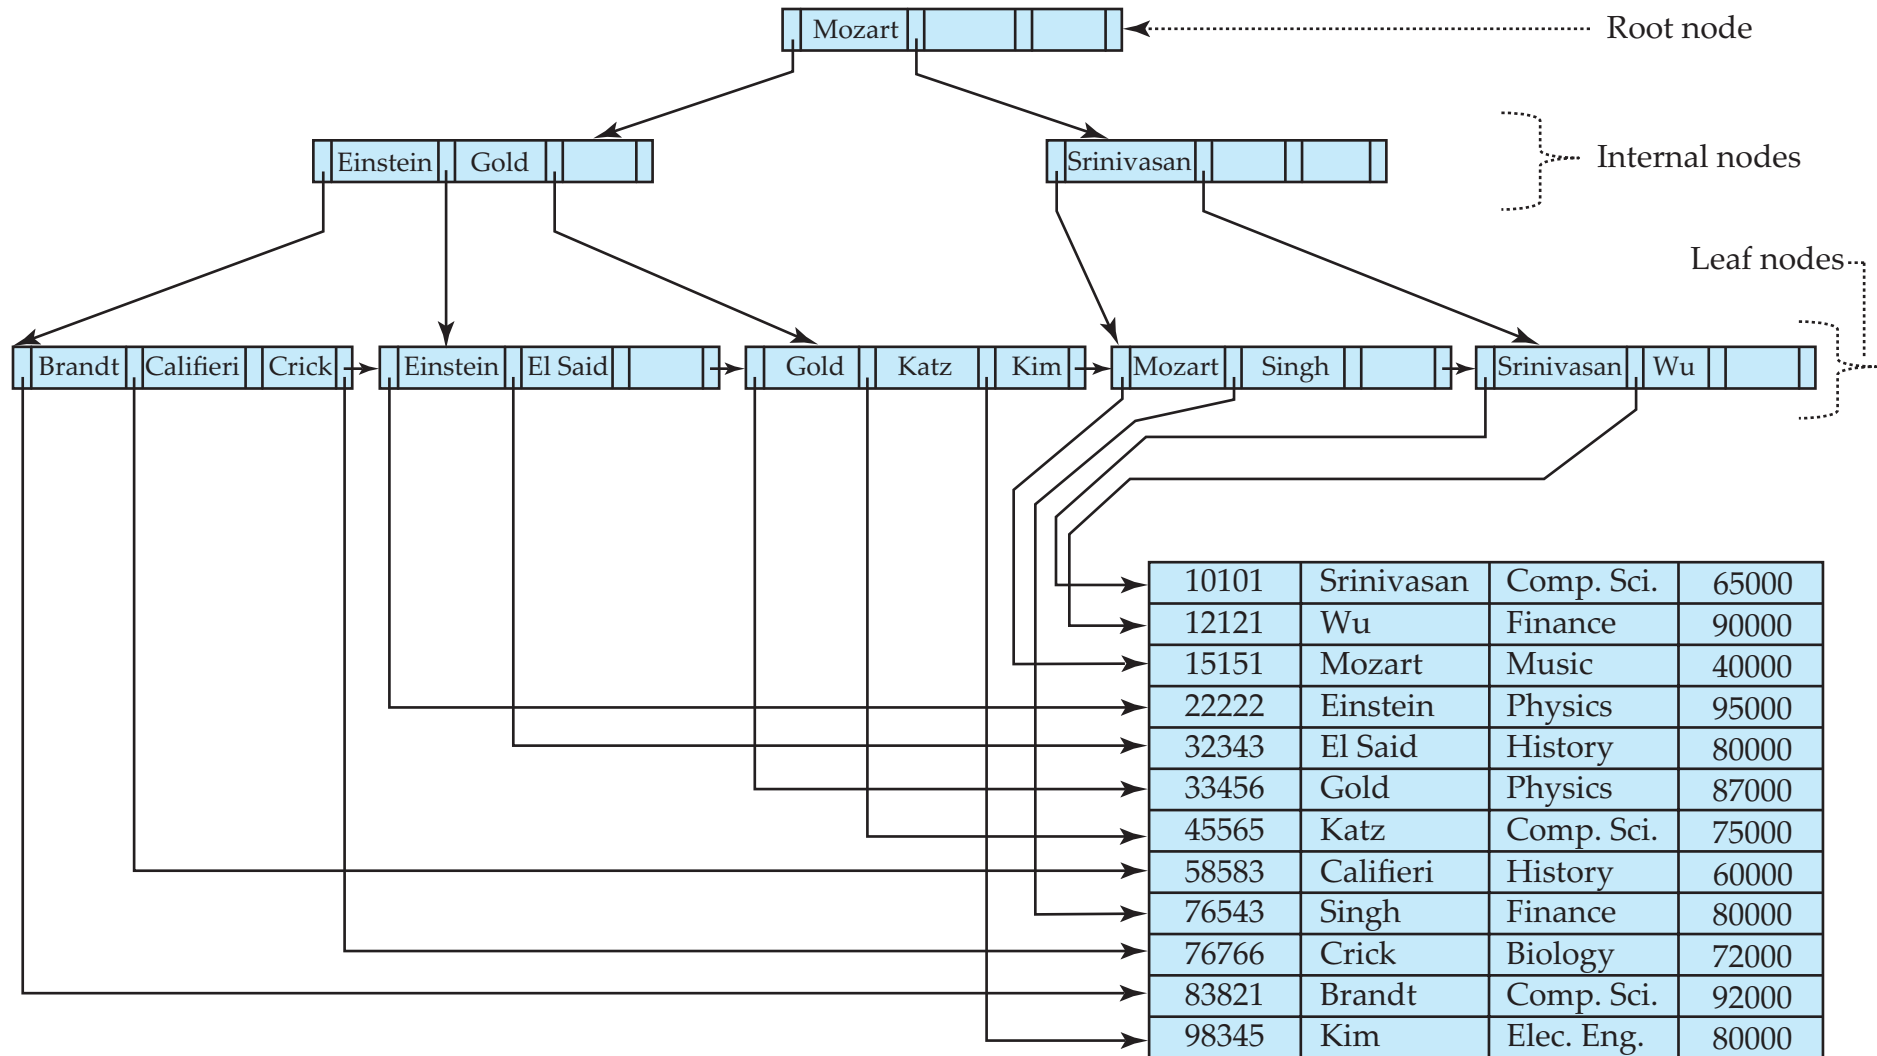 Mozart
Root node
Einstein Gold
Srinivasan
Internal nodes
Leaf nodes
Brandt Califieri Crick
Einstein El Said
Gold Katz Kim
Mozart Singh
Srinivasan Wu
10101 Srinivasan Comp. Sci. 65000
12121 Wu Finance 90000
15151 Mozart Music 40000
22222 Einstein Physics 95000
32343 El Said History 80000
33456 Gold Physics 87000
45565 Katz Comp. Sci. 75000
58583 Califieri History 60000
76543 Singh Finance 80000
76766 Crick Biology 72000
83821 Brandt Comp. Sci. 92000
98345 Kim Elec. Eng. 80000